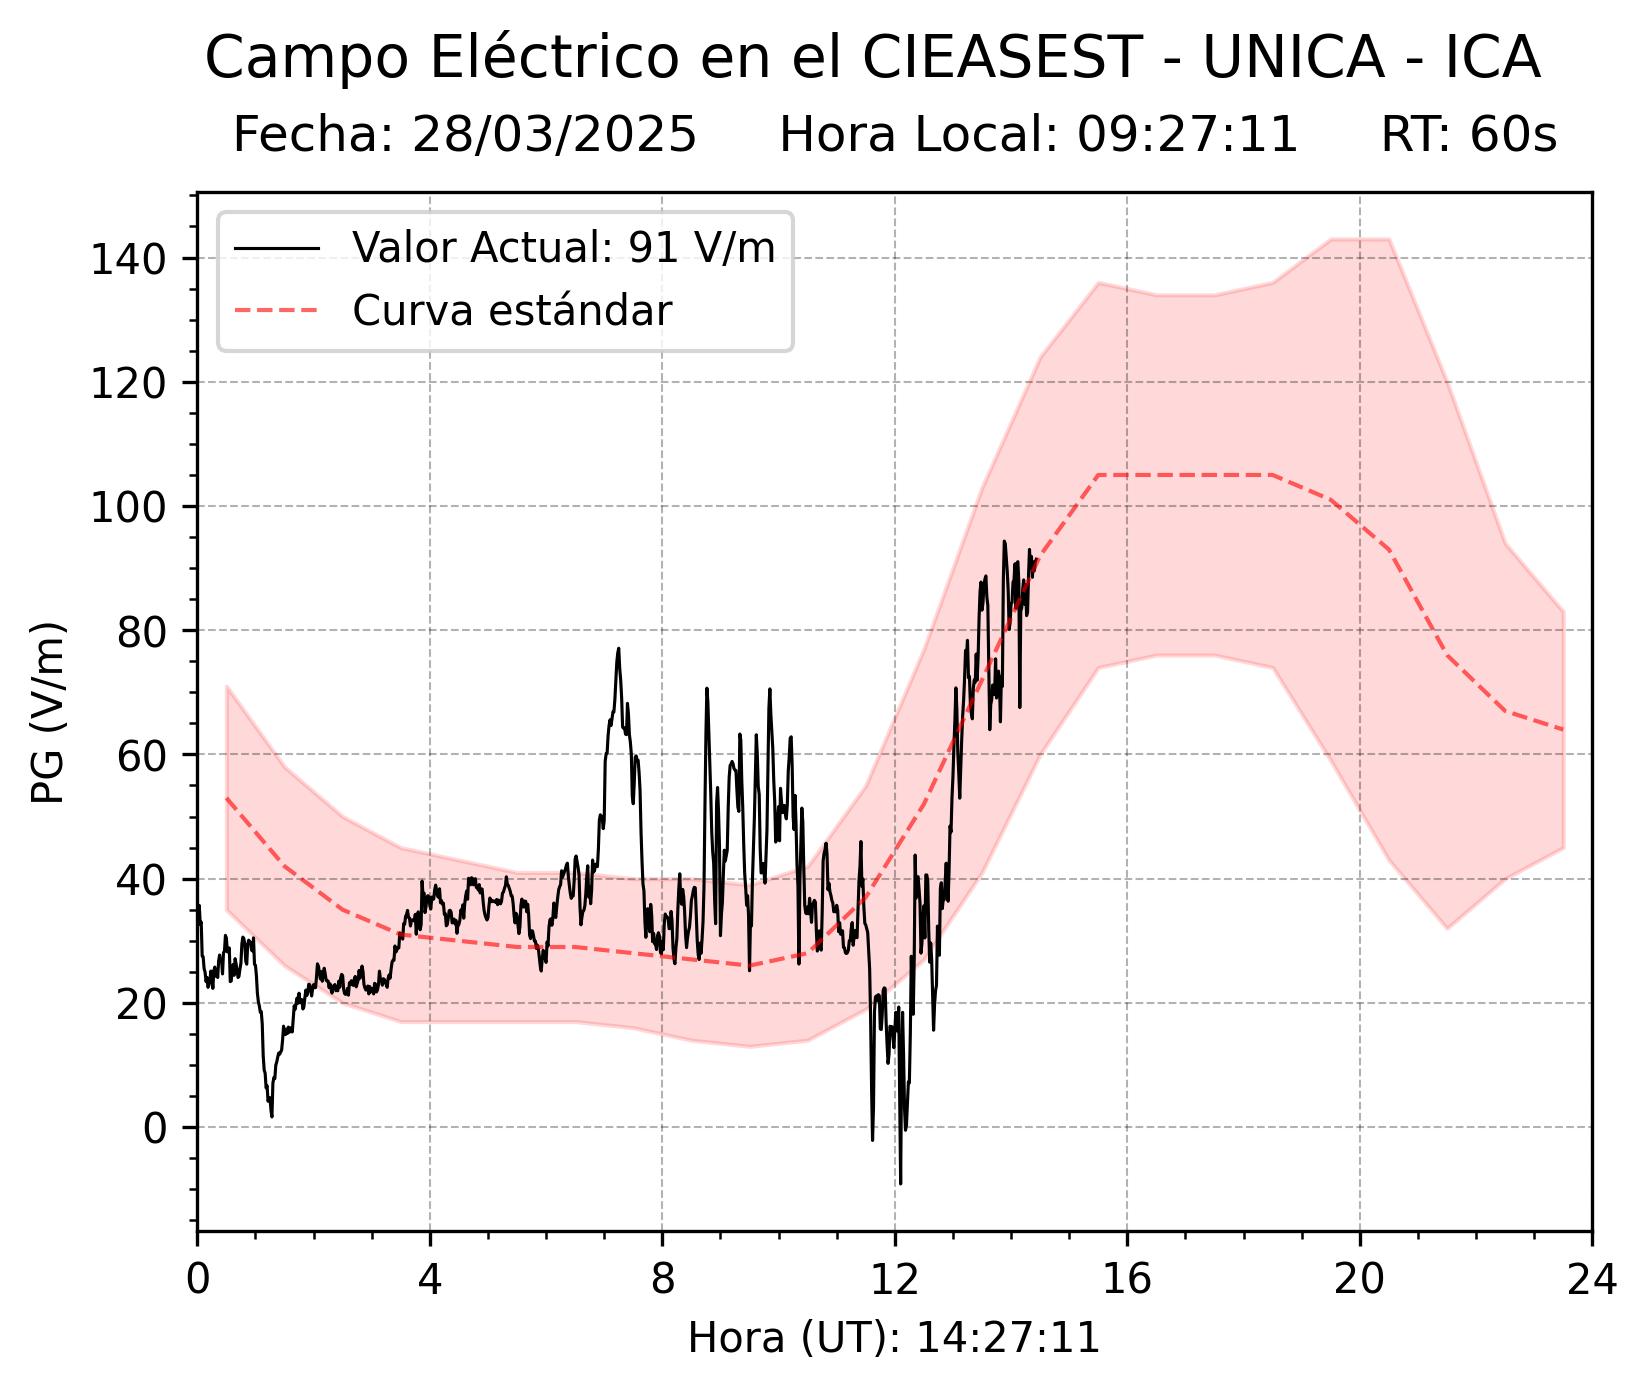 Campo Eléctrico en el CIEASEST - UNICA - ICA
Fecha: 28/03/2025 Hora Local: 09:27:11 RT: 60s
Valor Actual: 91 V/m
Curva estándar
140
120
100
80
60
40
20
0
PG (V/m)
0 4 8 12 16 20 24
Hora (UT): 14:27:11